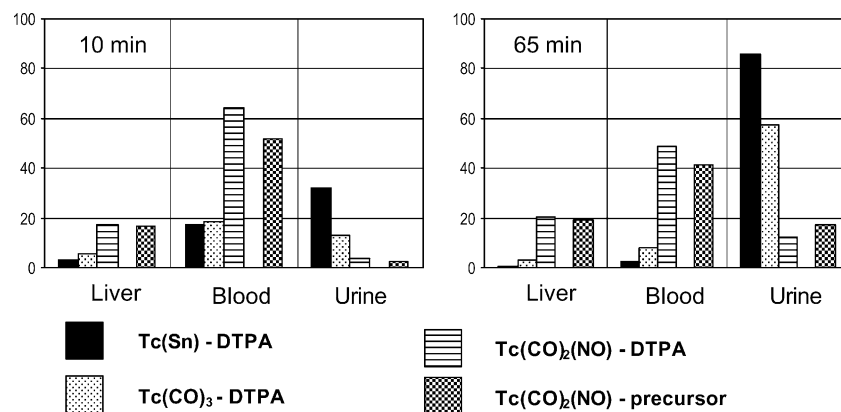 100
80
60
40
20
0
10 min
Liver Blood Urine
100
80
60
40
20
0
65 min
Liver Blood Urine
Tc(Sn) - DTPA
Tc(CO)₃ - DTPA
Tc(CO)₂(NO) - DTPA
Tc(CO)₂(NO) - precursor